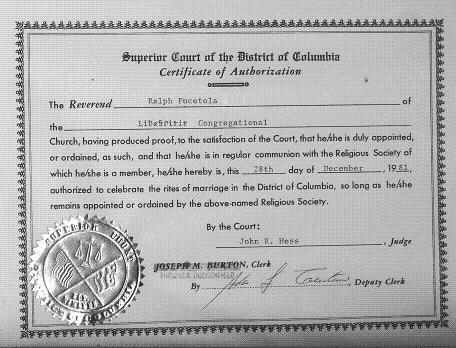 Superior Court of the District of Columbia
Certificate of Authorization
The Reverend Ralph Fucetola of
the LibeSpirit Congregational
Church, having produced proof, to the satisfaction of the Court, that he/she is duly appointed,
or ordained, as such, and that he/she is in regular communion with the Religious Society of
which he/she is a member, he/she hereby is, this 28th day of December, 1981,
authorized to celebrate the rites of marriage in the District of Columbia, so long as he/she
remains appointed or ordained by the above-named Religious Society.
By the Court:
John R. Hess, Judge
JOSEPH M. BURTON, Clerk
By Deputy Clerk
SUPERIOR COURT